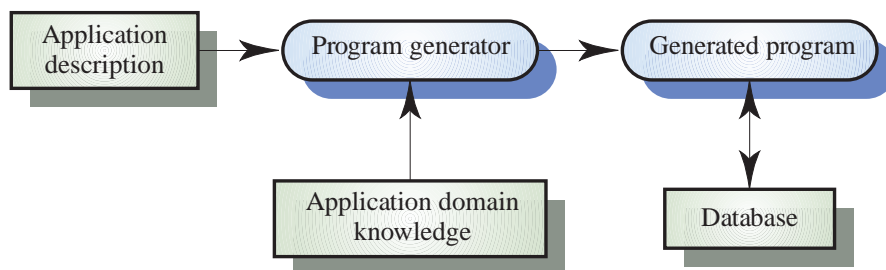 Application
description
Program generator
Generated program
Application domain
knowledge
Database